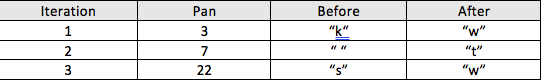 Iteration Pan Before After
1 3 “k“ “w”
2 7 “ “ “t”
3 22 “s” “w”